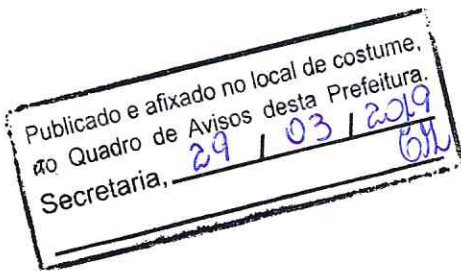 Publicado e afixado no local de costume,
no Quadro de Avisos desta Prefeitura.
Secretaria, 29 / 03 / 2019